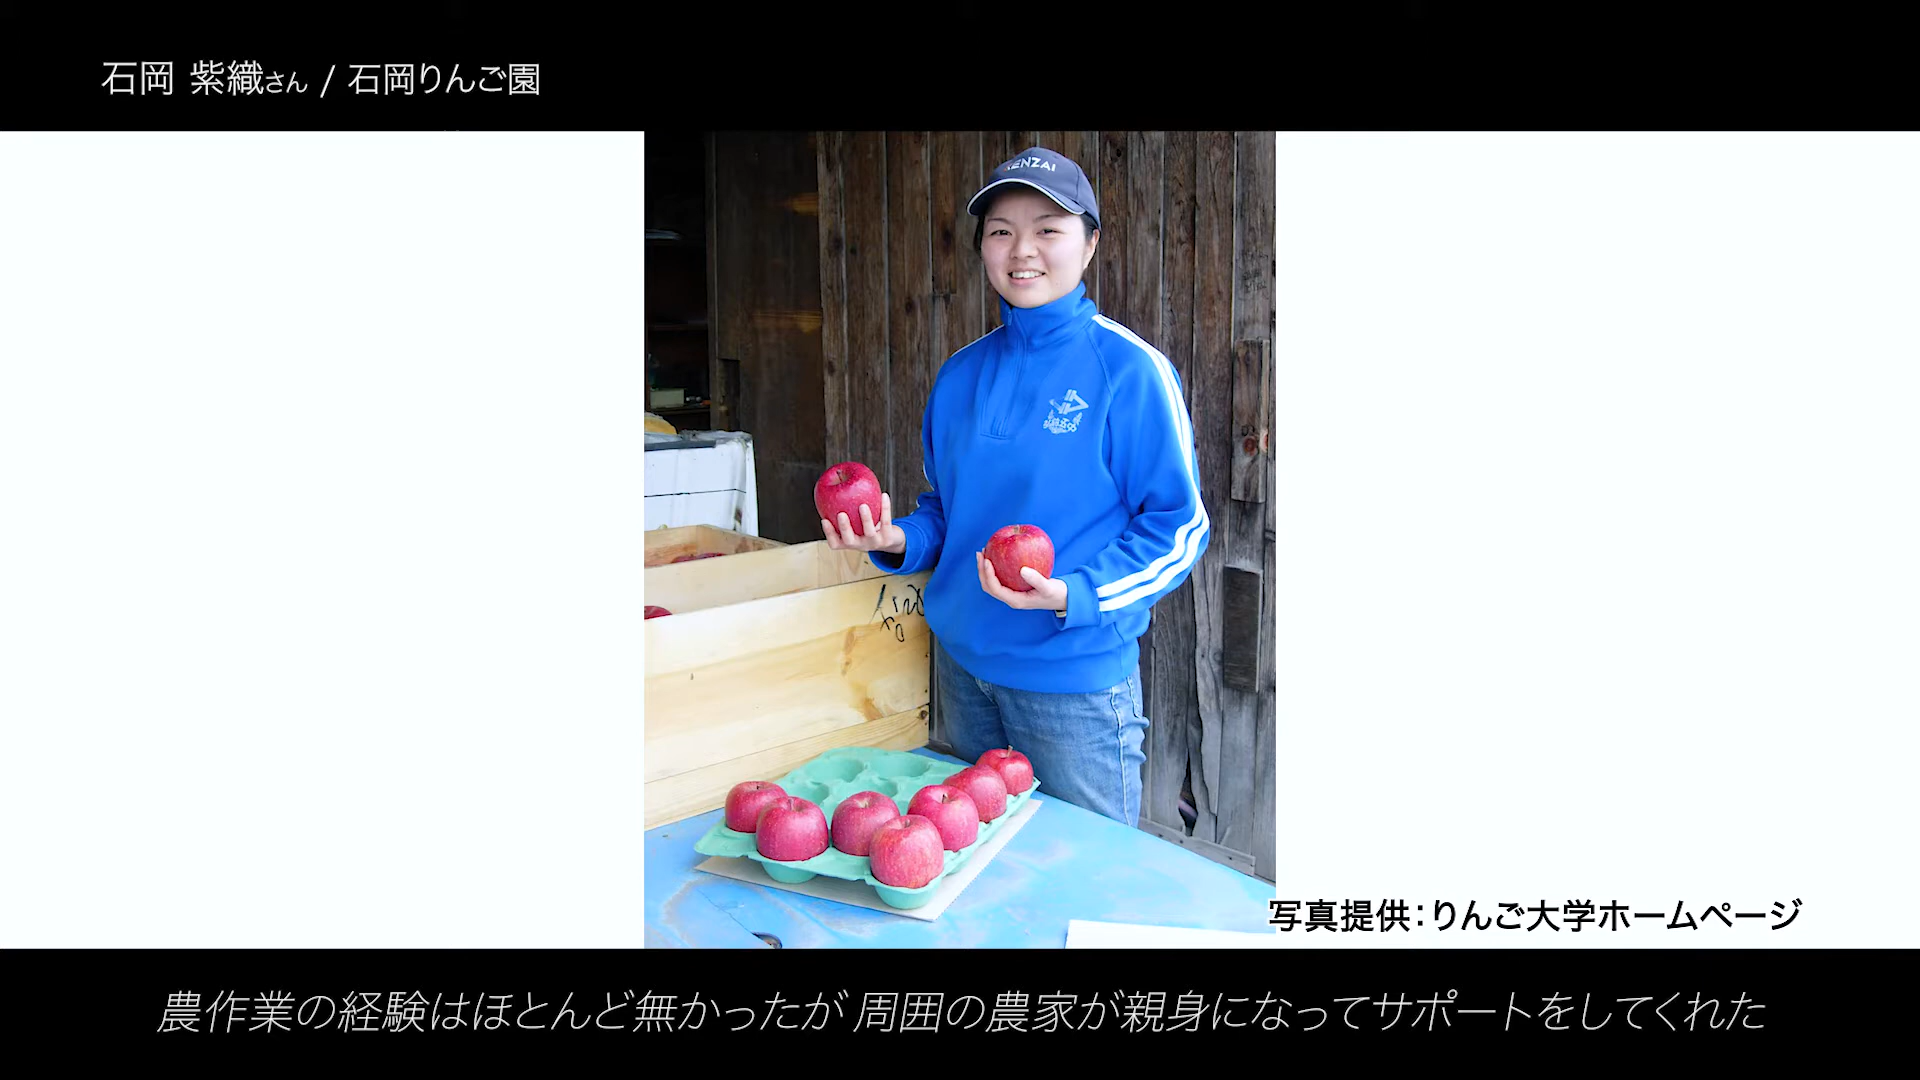 石岡 紫織さん / 石岡りんご園
ENZAI
写真提供：りんご大学ホームページ
農作業の経験はほとんど無かったが 周囲の農家が親身になってサポートをしてくれた